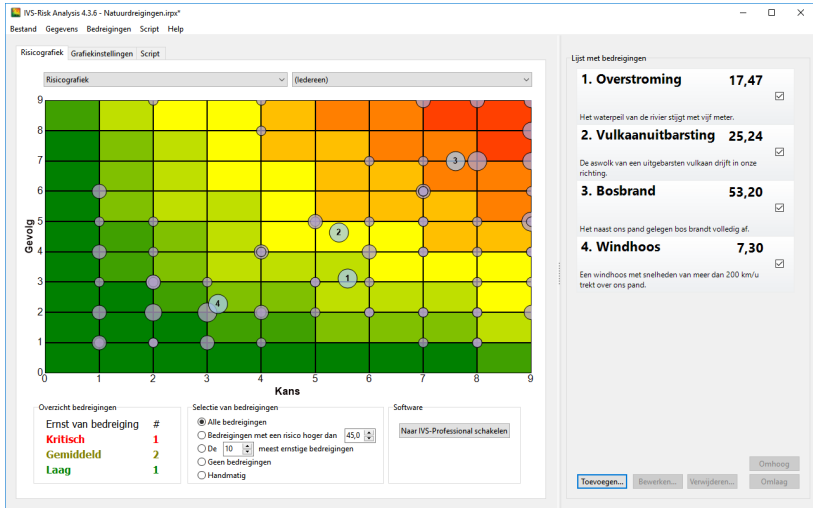 IVS-Risk Analysis 4.3.6 - Natuurdreigingen.irpx*
Bestand Gegevens Bedreigingen Script Help
Risicografiek Grafiekinstellingen Script
Risicografiek
(Iedereen)
9
8
7
6
5
4
3
2
1
0
Gevolg
3
2
1
4
0 1 2 3 4 5 6 7 8 9
Kans
Overzicht bedreigingen
Ernst van bedreiging #
Kritisch 1
Gemiddeld 2
Laag 1
Selectie van bedreigingen
Alle bedreigingen
Bedreigingen met een risico hoger dan 45,0
De 10 meest ernstige bedreigingen
Geen bedreigingen
Handmatig
Software
Naar IVS-Professional schakelen
Lijst met bedreigingen
1. Overstroming 17,47
Het waterpeil van de rivier stijgt met vijf meter.
2. Vulkaanuitbarsting 25,24
De aswolk van een uitgebarsten vulkaan drijft in onze
richting.
3. Bosbrand 53,20
Het naast ons pand gelegen bos brandt volledig af.
4. Windhoos 7,30
Een windhoos met snelheden van meer dan 200 km/u
trekt over ons pand.
Omhoog
Toevoegen... Bewerken... Verwijderen... Omlaag